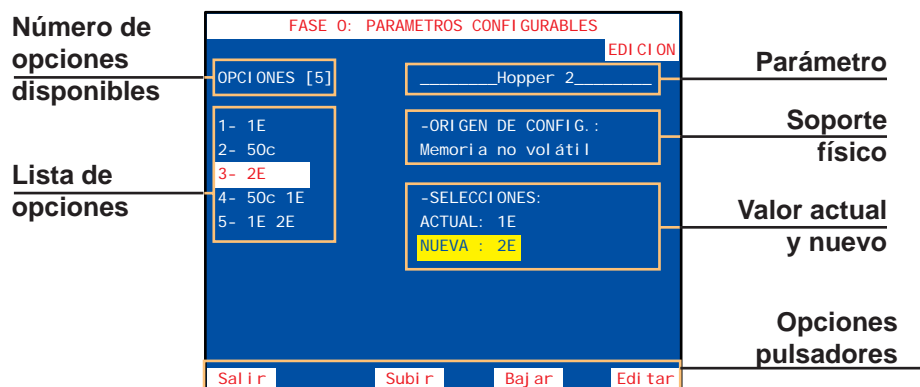 Número de
opciones
disponibles
Lista de
opciones
FASE 0: PARAMETROS CONFIGURABLES
EDICION
OPCIONES [5]
1- 1E
2- 50c
3- 2E
4- 50c 1E
5- 1E 2E
________Hopper 2________
-ORIGEN DE CONFIG.:
Memoria no volátil
-SELECCIONES:
ACTUAL: 1E
NUEVA : 2E
Salir Subir Bajar Editar
Parámetro
Soporte
físico
Valor actual
y nuevo
Opciones
pulsadores